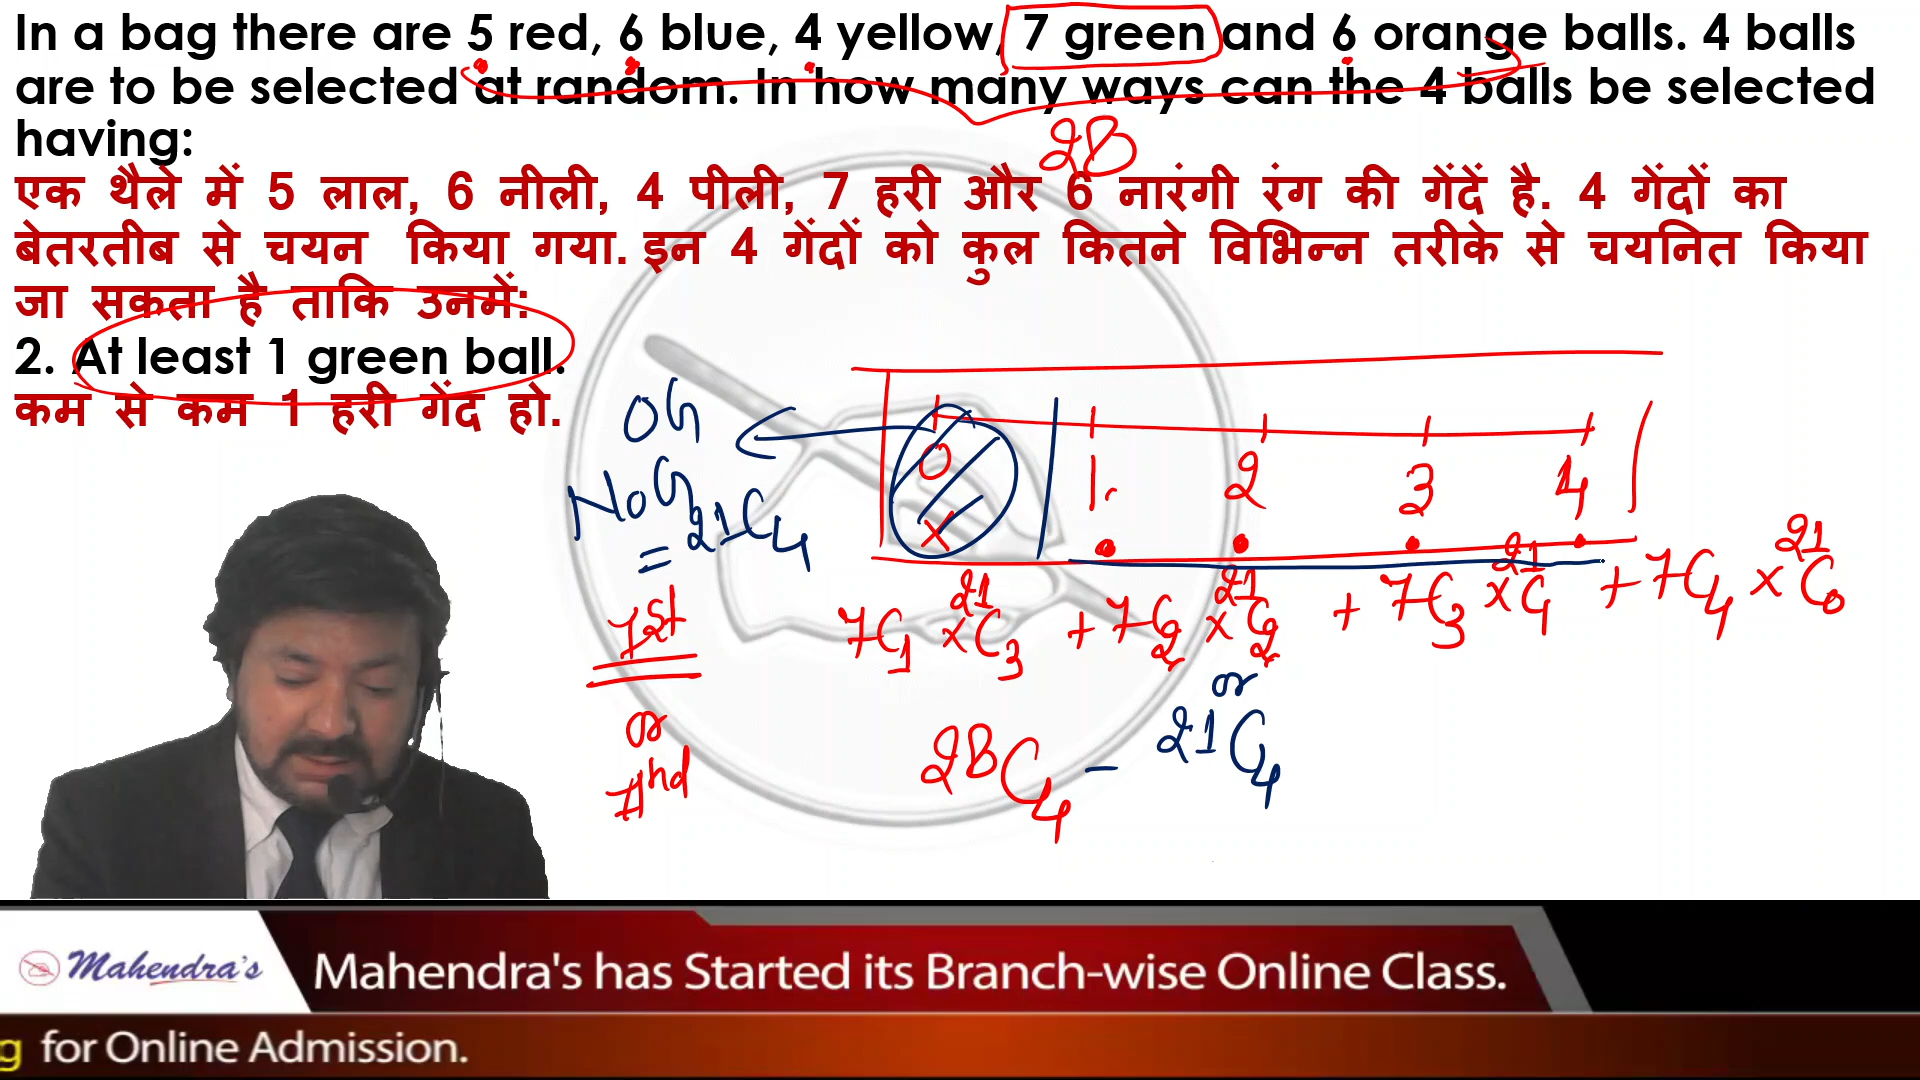 In a bag there are 5 red, 6 blue, 4 yellow, 7 green and 6 orange balls. 4 balls
are to be selected at random. In how many ways can the 4 balls be selected
having:
2B
एक थैले में 5 लाल, 6 नीली, 4 पीली, 7 हरी और 6 नारंगी रंग की गेंदें है. 4 गेंदों का
बेतरतीब से चयन किया गया. इन 4 गेंदों को कुल कितने विभिन्न तरीके से चयनित किया
जा सकता है ताकि उनमें:
2. At least 1 green ball.
कम से कम 1 हरी गेंद हो.
0G
No G
= 21C4
0 1 2 3 4
x
1st
7C1 x 21C3 + 7C2 x 21C2 + 7C3 x 21C1 + 7C4 x 21C0
or
or
IInd
28C4 - 21C4
Mahendra's
Mahendra's has Started its Branch-wise Online Class.
g for Online Admission.